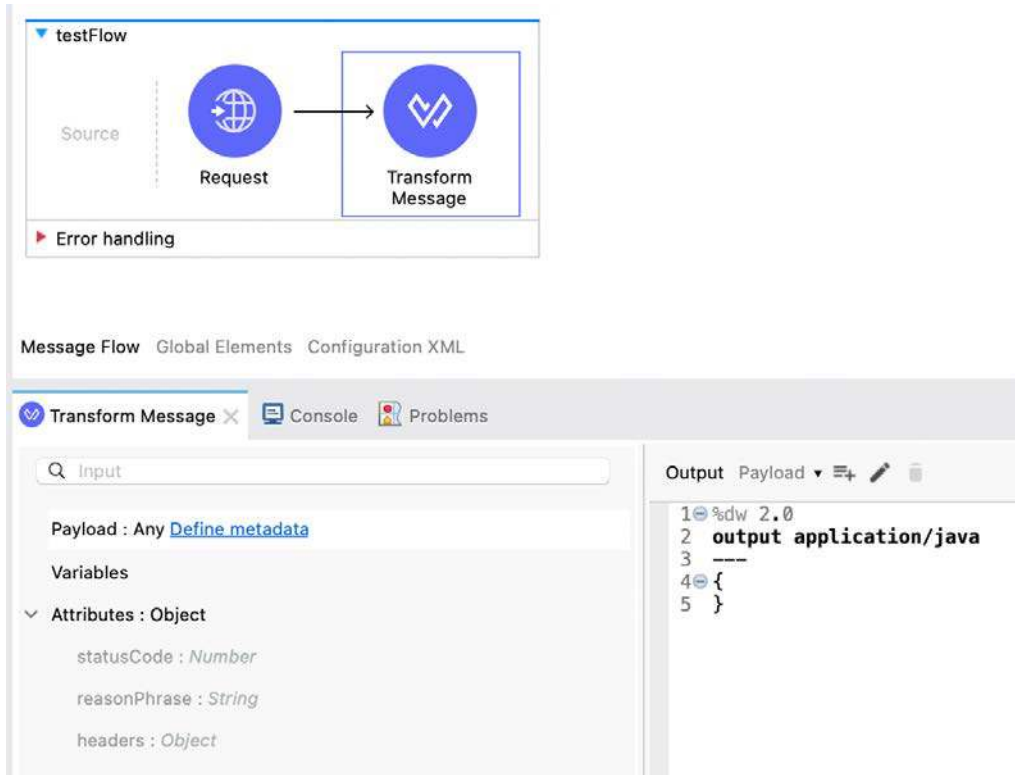 testFlow
Source
Request
Transform
Message
Error handling
Message Flow Global Elements Configuration XML
Transform Message Console Problems
Input
Payload : Any Define metadata
Variables
Attributes : Object
statusCode : Number
reasonPhrase : String
headers : Object
Output Payload
1 %dw 2.0
2 output application/java
3 ---
4 {
5 }